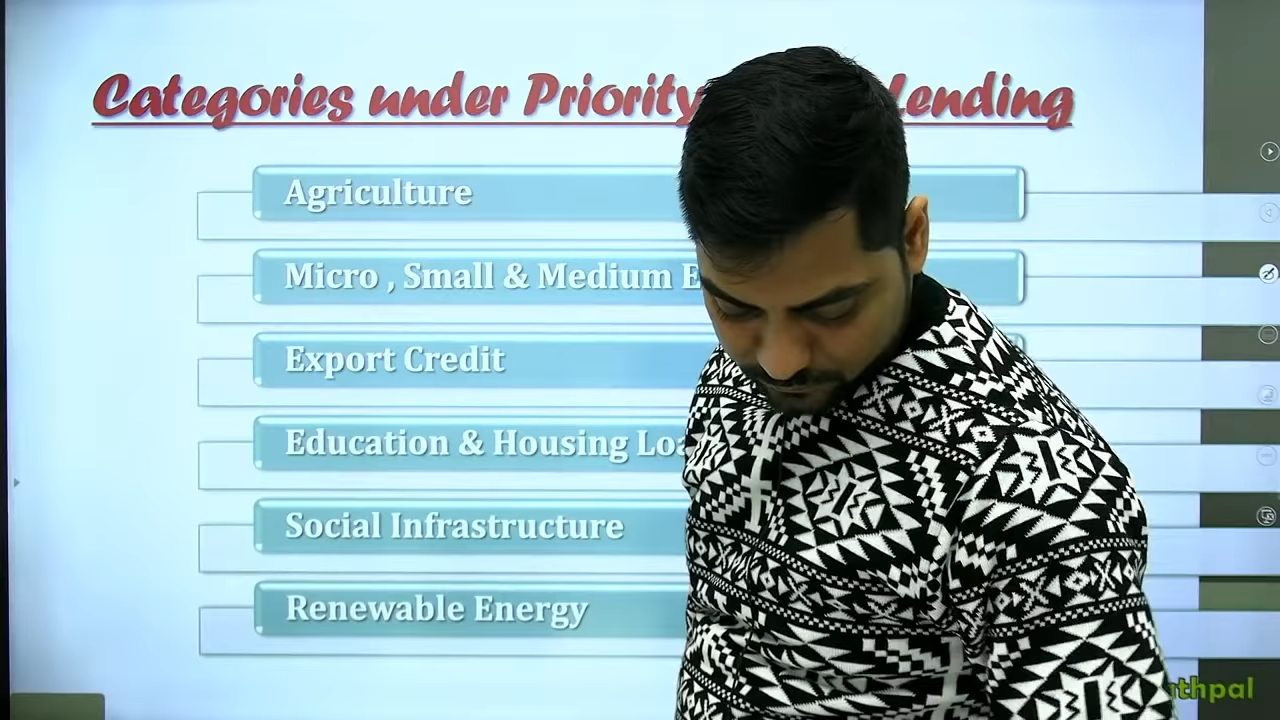 Categories under Priority Lending
Agriculture
Micro , Small & Medium E
Export Credit
Education & Housing Loa
Social Infrastructure
Renewable Energy
thpal